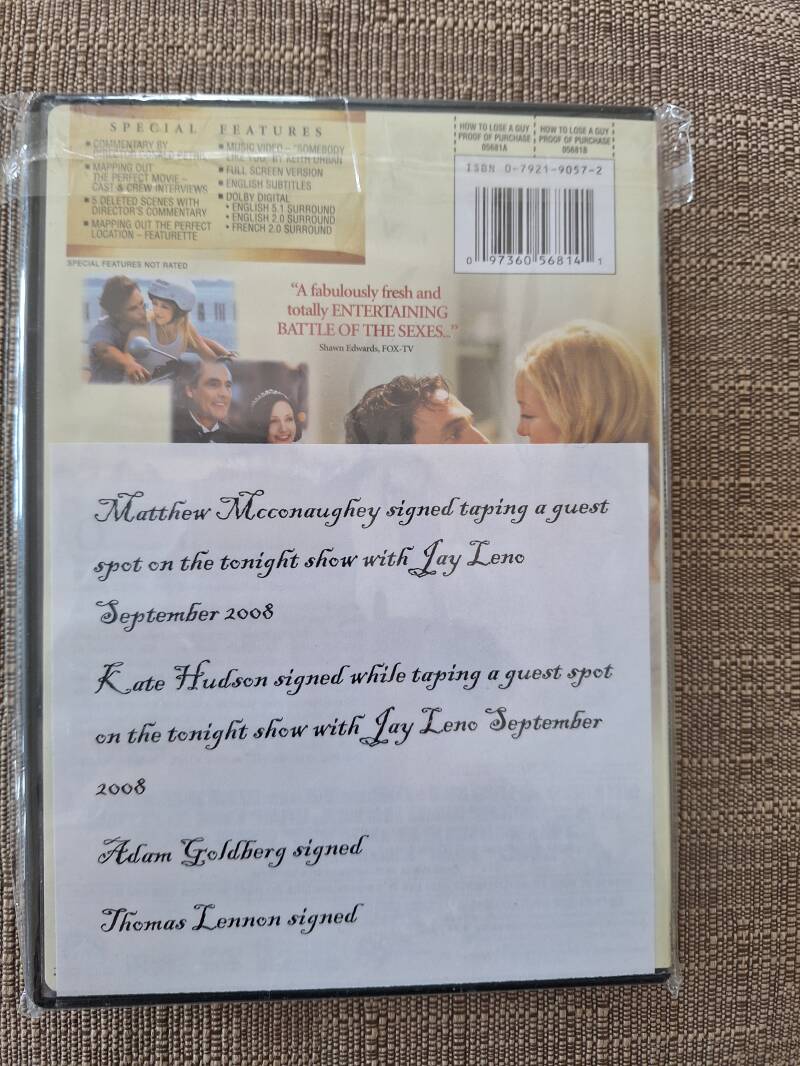 SPECIAL FEATURES
COMMENTARY BY
DIRECTOR
MAPPING OUT
THE PERFECT MOVIE –
CAST & CREW INTERVIEWS
5 DELETED SCENES WITH
DIRECTOR'S COMMENTARY
MAPPING OUT THE PERFECT
LOCATION – FEATURETTE
MUSIC VIDEO – "SOMEBODY
LIKE YOU" BY KEITH URBAN
FULL SCREEN VERSION
ENGLISH SUBTITLES
DOLBY DIGITAL
• ENGLISH 5.1 SURROUND
• ENGLISH 2.0 SURROUND
• FRENCH 2.0 SURROUND
SPECIAL FEATURES NOT RATED
HOW TO LOSE A GUY
PROOF OF PURCHASE
05681A
HOW TO LOSE A GUY
PROOF OF PURCHASE
05681B
ISBN 0-7921-9057-2
0 97360 56814 1
"A fabulously fresh and
totally ENTERTAINING
BATTLE OF THE SEXES..."
Shawn Edwards, FOX-TV
Matthew Mcconaughey signed taping a guest
spot on the tonight show with Jay Leno
September 2008
Kate Hudson signed while taping a guest spot
on the tonight show with Jay Leno September
2008
Adam Goldberg signed
Thomas Lennon signed